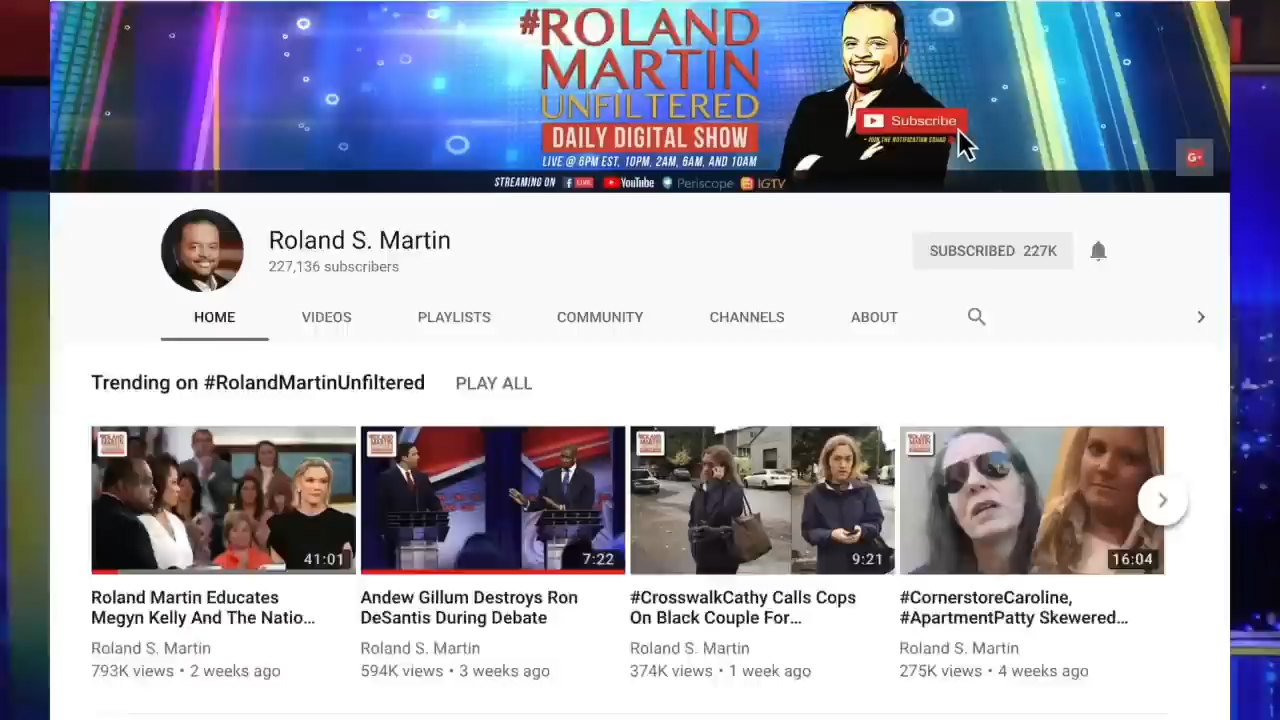 #ROLAND
MARTIN
UNFILTERED
DAILY DIGITAL SHOW
LIVE @ 6PM EST, 10PM, 2AM, 6AM, AND 10AM
STREAMING ON f LIVE YouTube Periscope IGTV
Subscribe
- JOIN THE NOTIFICATION SQUAD
G+
Roland S. Martin
227,136 subscribers
SUBSCRIBED 227K
HOME VIDEOS PLAYLISTS COMMUNITY CHANNELS ABOUT
Trending on #RolandMartinUnfiltered PLAY ALL
41:01
7:22
9:21
16:04
Roland Martin Educates
Megyn Kelly And The Natio...
Roland S. Martin
793K views • 2 weeks ago
Andew Gillum Destroys Ron
DeSantis During Debate
Roland S. Martin
594K views • 3 weeks ago
#CrosswalkCathy Calls Cops
On Black Couple For...
Roland S. Martin
374K views • 1 week ago
#CornerstoreCaroline,
#ApartmentPatty Skewered...
Roland S. Martin
275K views • 4 weeks ago